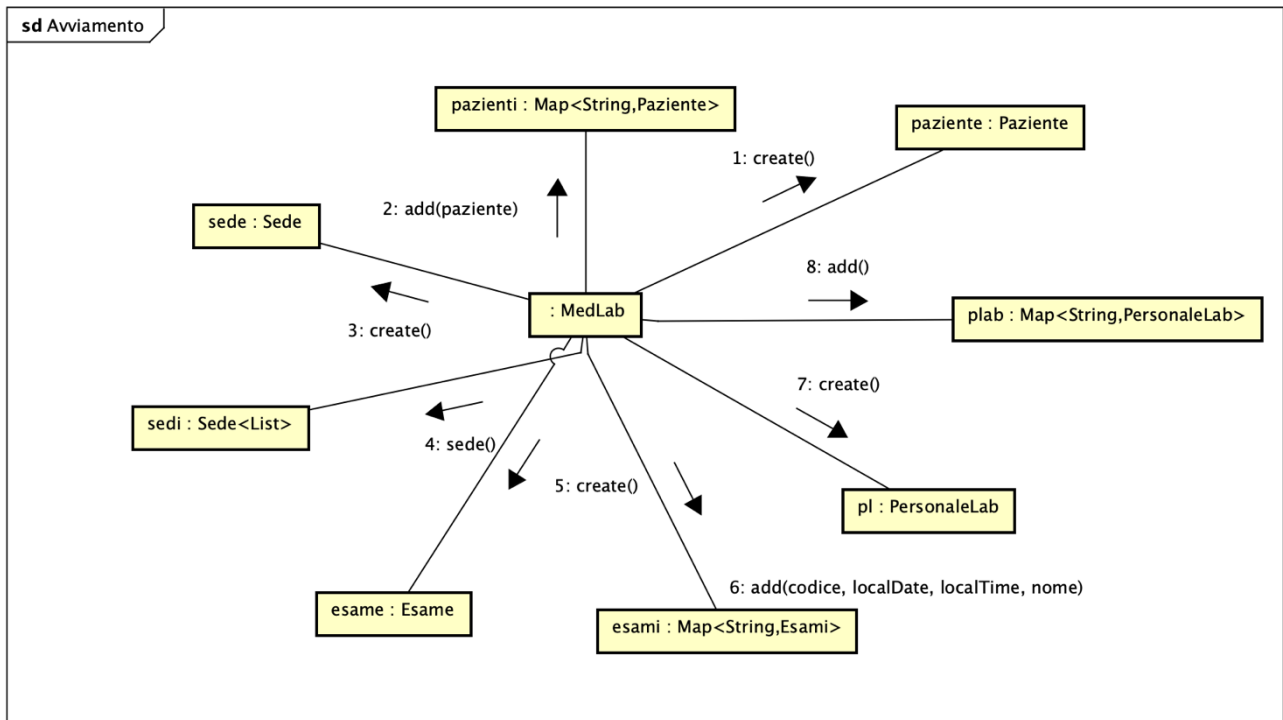 sd Avviamento
pazienti : Map<String,Paziente>
paziente : Paziente
1: create()
2: add(paziente)
sede : Sede
8: add()
: MedLab
plab : Map<String,PersonaleLab>
3: create()
7: create()
sedi : Sede<List>
4: sede()
5: create()
pl : PersonaleLab
6: add(codice, localDate, localTime, nome)
esame : Esame
esami : Map<String,Esami>